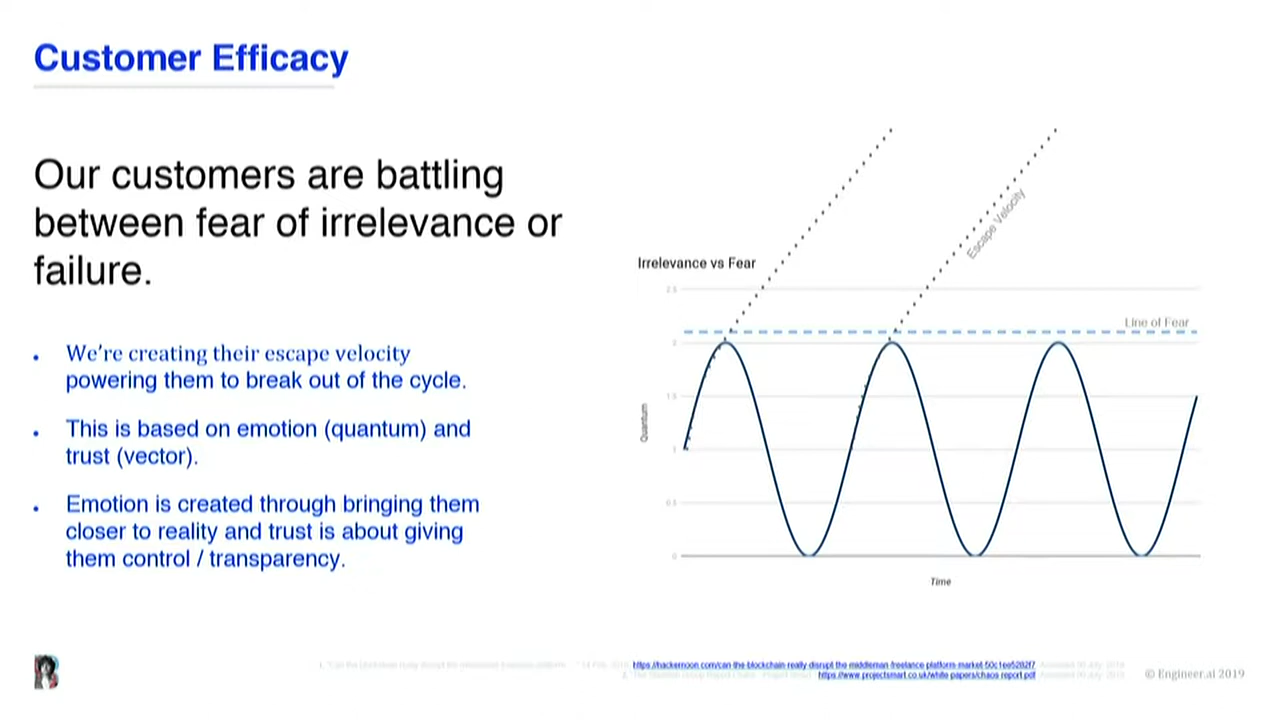 Customer Efficacy
Our customers are battling
between fear of irrelevance or
failure.
• We're creating their escape velocity
powering them to break out of the cycle.
• This is based on emotion (quantum) and
trust (vector).
• Emotion is created through bringing them
closer to reality and trust is about giving
them control / transparency.
Irrelevance vs Fear
Escape Velocity
Line of Fear
2.5
2
1.5
1
0.5
0
Quantum
Time
B
https://hackernoon.com/can-the-blockchain-really-disrupt-the-middleman-freelance-platform-market-50c1ee5282f7
https://www.projectsmart.co.uk/white-papers/chaos-report.pdf
© Engineer.ai 2019